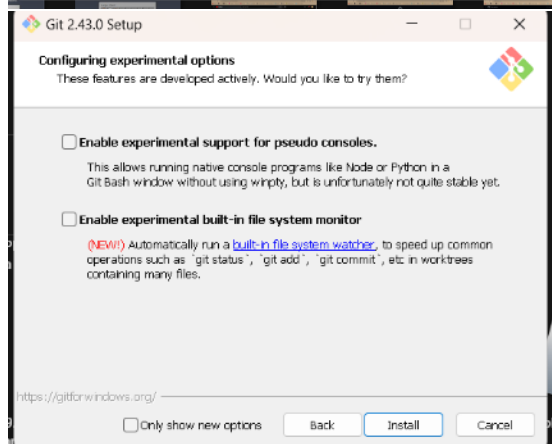 Git 2.43.0 Setup
Configuring experimental options
These features are developed actively. Would you like to try them?
Enable experimental support for pseudo consoles.
This allows running native console programs like Node or Python in a
Git Bash window without using winpty, but is unfortunately not quite stable yet.
Enable experimental built-in file system monitor
(NEW!) Automatically run a built-in file system watcher, to speed up common
operations such as `git status`, `git add`, `git commit`, etc in worktrees
containing many files.
https://gitforwindows.org/
Only show new options Back Install Cancel